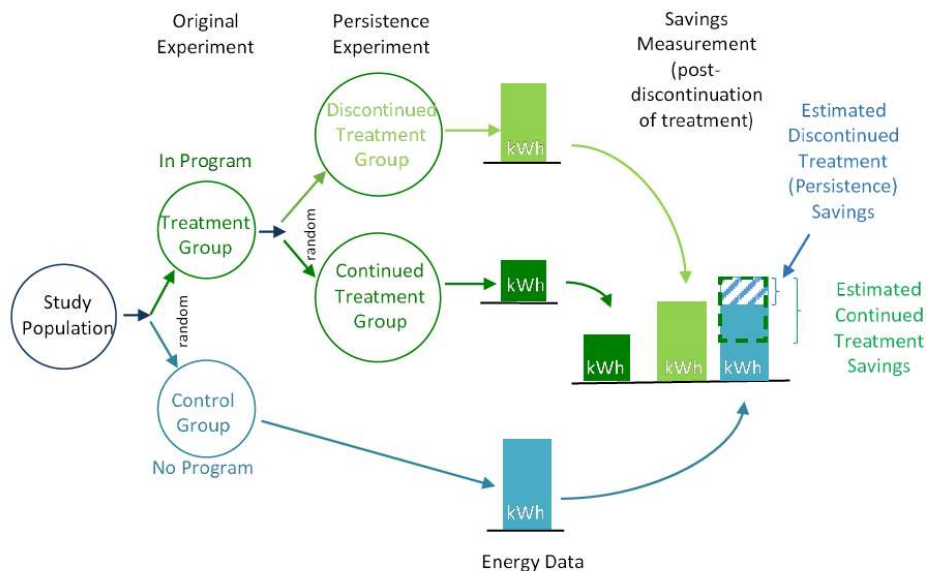 Original
Experiment
Persistence
Experiment
Savings
Measurement
(post-
discontinuation
of treatment)
Discontinued
Treatment
Group
kWh
Estimated
Discontinued
Treatment
(Persistence)
Savings
In Program
Treatment
Group
random
Continued
Treatment
Group
kWh
Study
Population
random
kWh
kWh
kWh
Estimated
Continued
Treatment
Savings
Control
Group
No Program
kWh
Energy Data